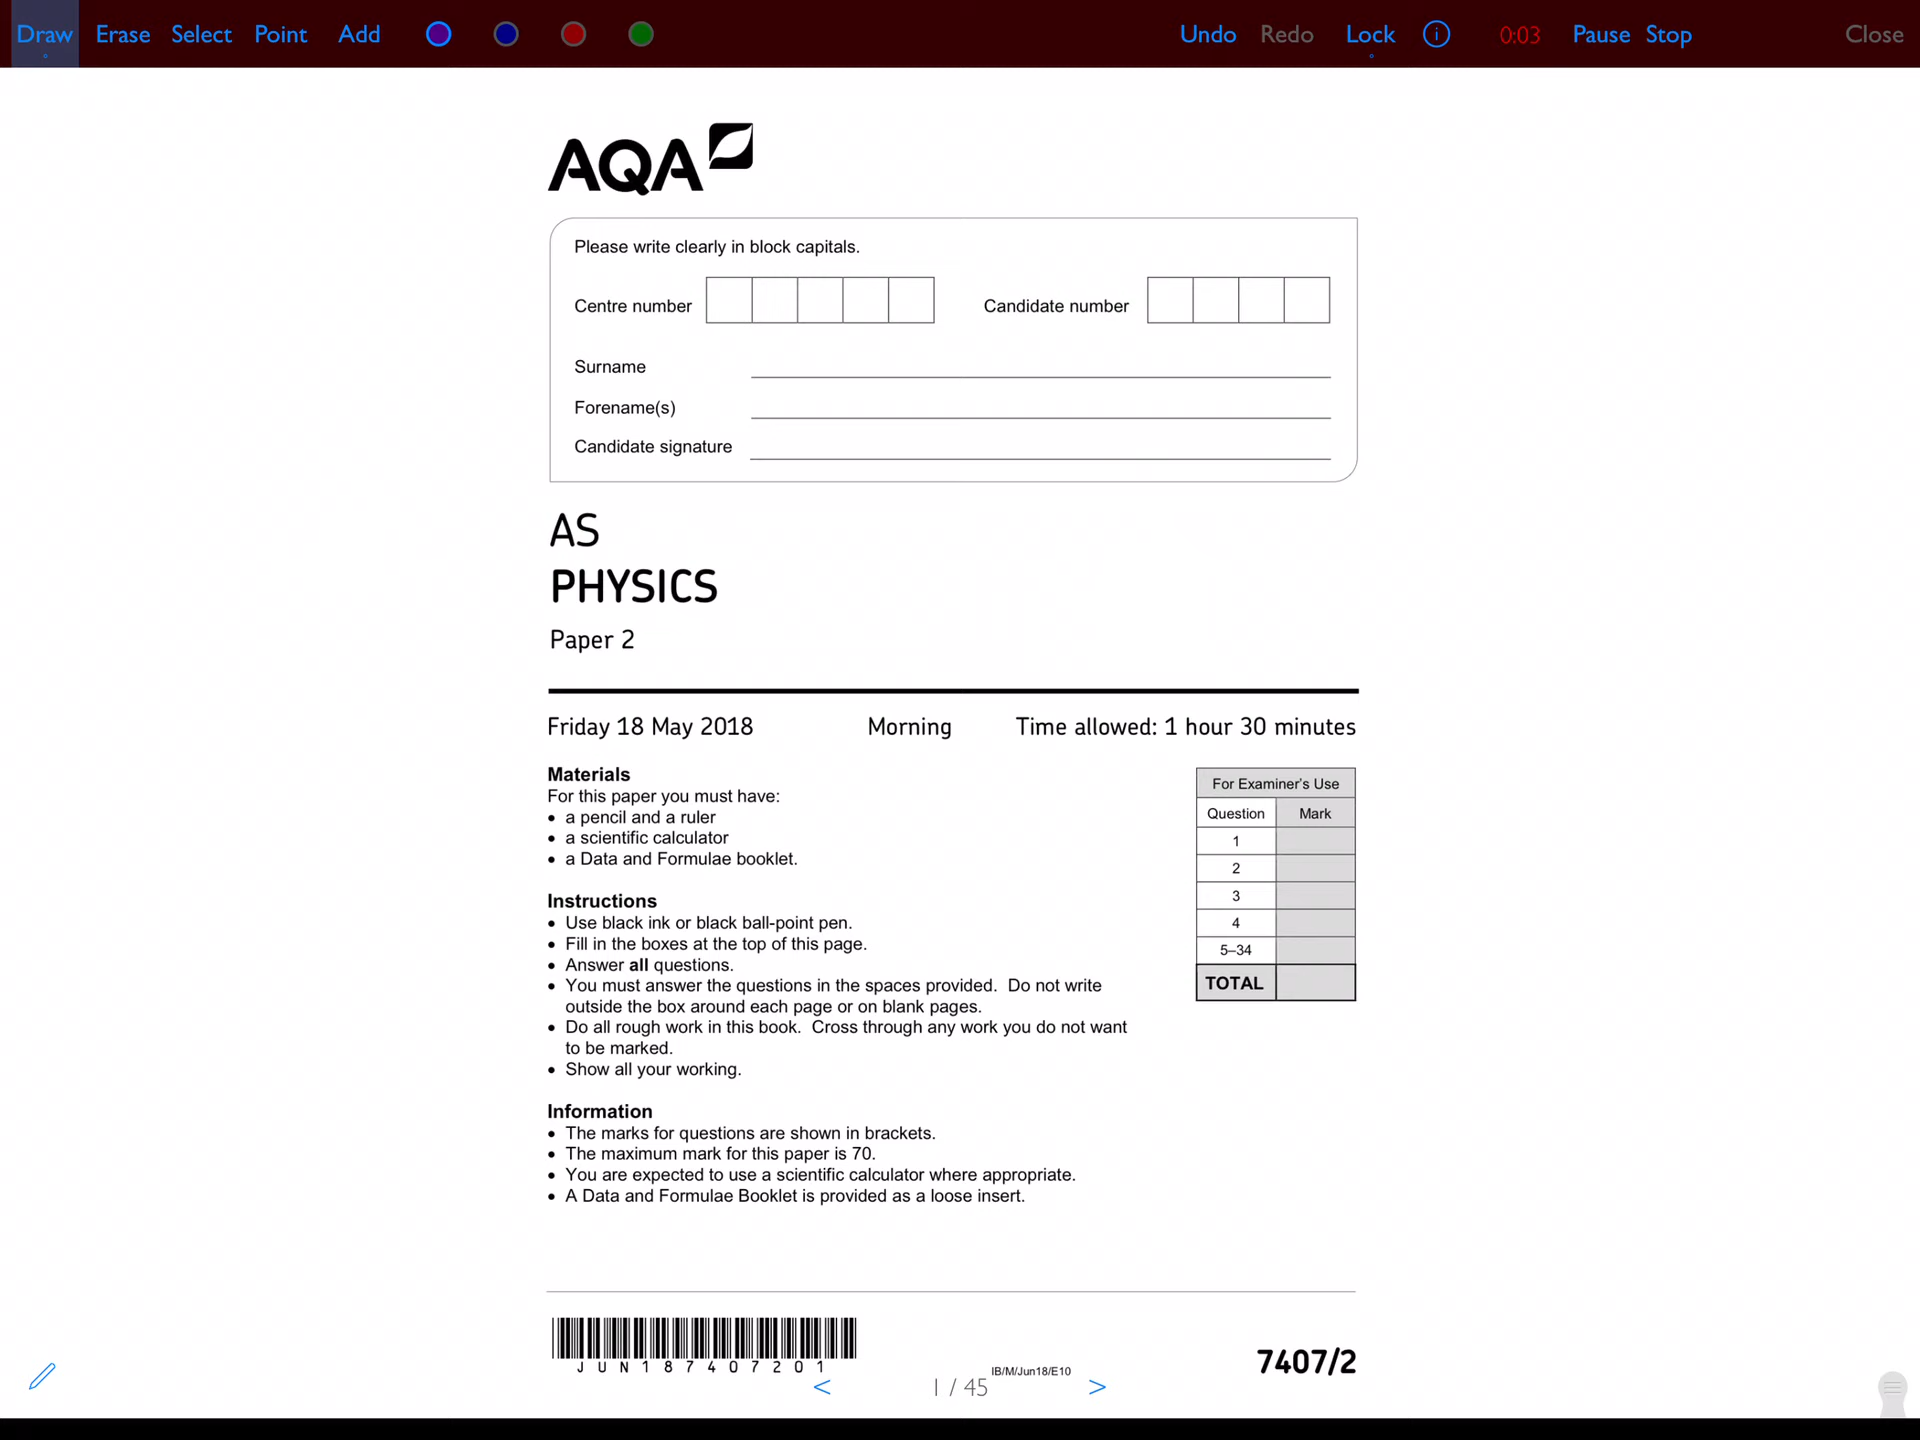 Draw Erase Select Point Add Undo Redo Lock i 0:03 Pause Stop Close
AQA
Please write clearly in block capitals.
Centre number Candidate number
Surname
Forename(s)
Candidate signature
AS
PHYSICS
Paper 2
Friday 18 May 2018 Morning Time allowed: 1 hour 30 minutes
Materials
For this paper you must have:
• a pencil and a ruler
• a scientific calculator
• a Data and Formulae booklet.
Instructions
• Use black ink or black ball-point pen.
• Fill in the boxes at the top of this page.
• Answer all questions.
• You must answer the questions in the spaces provided. Do not write
outside the box around each page or on blank pages.
• Do all rough work in this book. Cross through any work you do not want
to be marked.
• Show all your working.
Information
• The marks for questions are shown in brackets.
• The maximum mark for this paper is 70.
• You are expected to use a scientific calculator where appropriate.
• A Data and Formulae Booklet is provided as a loose insert.
For Examiner's Use
Question Mark
1
2
3
4
5–34
TOTAL
JUN187407201
IB/M/Jun18/E10
7407/2
< 1 / 45 >